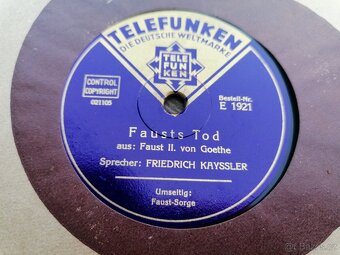 TELEFUNKEN
DIE DEUTSCHE WELTMARKE
TELE
FUN
KEN
CONTROL
COPYRIGHT
021105
Bestell-Nr.
E 1921
Fausts Tod
aus: Faust II. von Goethe
Sprecher: FRIEDRICH KAYSSLER
Umseitig:
Faust-Sorge